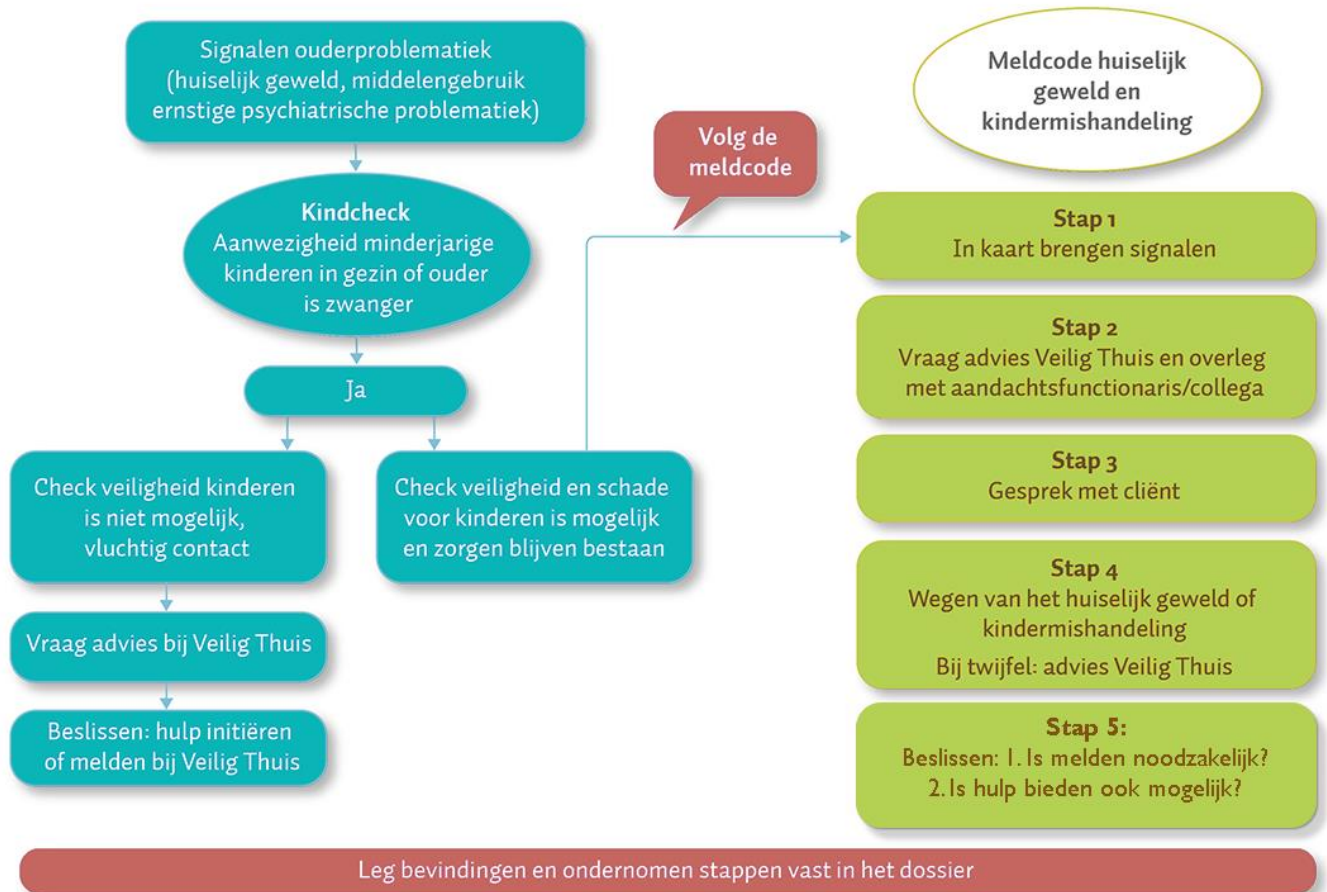 Signalen ouderproblematiek
(huiselijk geweld, middelengebruik
ernstige psychiatrische problematiek)
Kindcheck
Aanwezigheid minderjarige
kinderen in gezin of ouder
is zwanger
Ja
Check veiligheid kinderen
is niet mogelijk,
vluchtig contact
Check veiligheid en schade
voor kinderen is mogelijk
en zorgen blijven bestaan
Vraag advies bij Veilig Thuis
Beslissen: hulp initiëren
of melden bij Veilig Thuis
Volg de
meldcode
Meldcode huiselijk
geweld en
kindermishandeling
Stap 1
In kaart brengen signalen
Stap 2
Vraag advies Veilig Thuis en overleg
met aandachtsfunctionaris/collega
Stap 3
Gesprek met cliënt
Stap 4
Wegen van het huiselijk geweld of
kindermishandeling
Bij twijfel: advies Veilig Thuis
Stap 5:
Beslissen: 1. Is melden noodzakelijk?
2. Is hulp bieden ook mogelijk?
Leg bevindingen en ondernomen stappen vast in het dossier